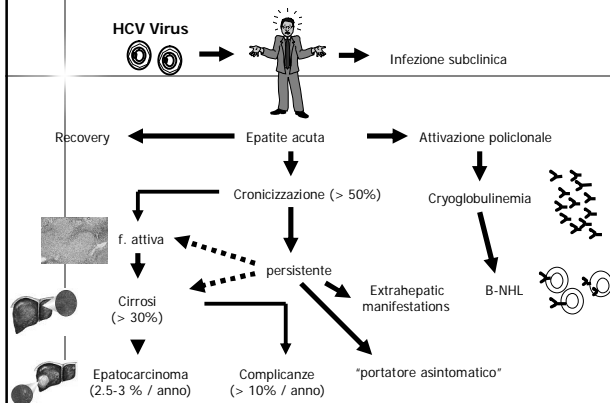 HCV Virus
Infezione subclinica
Recovery
Epatite acuta
Attivazione policlonale
Cronicizzazione (> 50%)
Cryoglobulinemia
f. attiva
persistente
Extrahepatic
manifestations
B-NHL
Cirrosi
(> 30%)
Epatocarcinoma
(2.5-3 % / anno)
Complicanze
(> 10% / anno)
"portatore asintomatico"